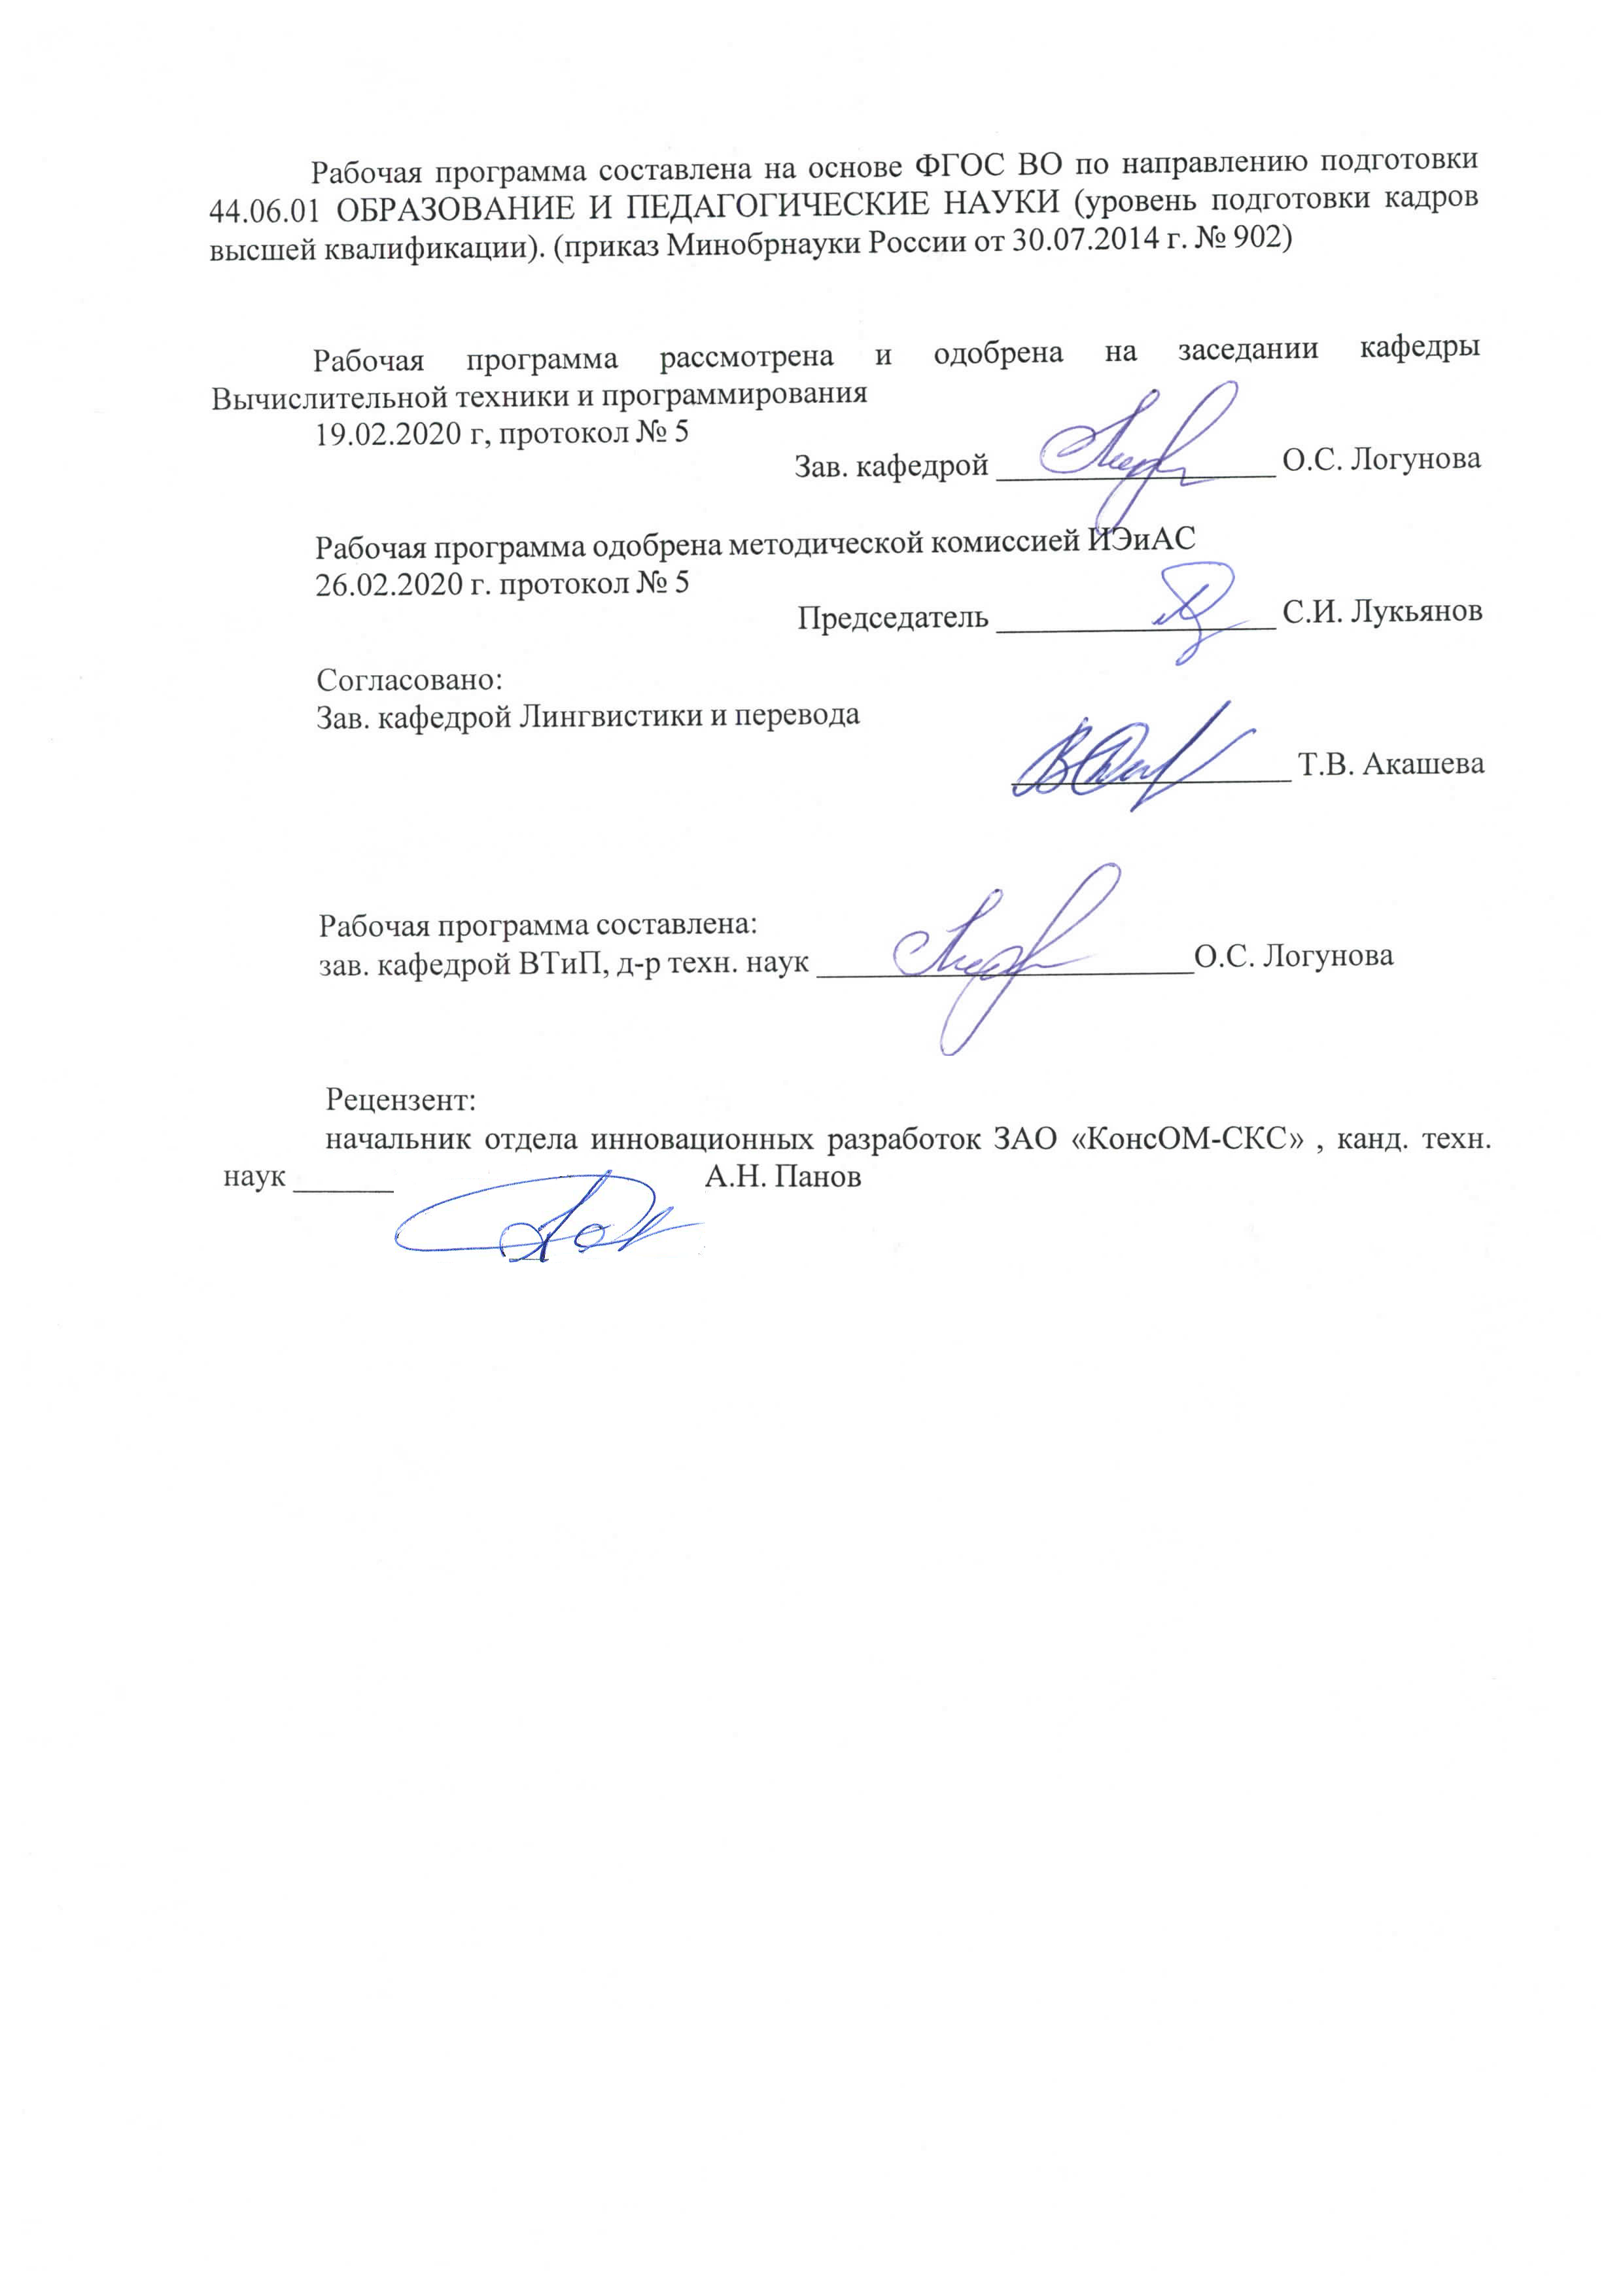 Рабочая программа составлена на основе ФГОС ВО по направлению подготовки
44.06.01 ОБРАЗОВАНИЕ И ПЕДАГОГИЧЕСКИЕ НАУКИ (уровень подготовки кадров
высшей квалификации). (приказ Минобрнауки России от 30.07.2014 г. № 902)
Рабочая программа рассмотрена и одобрена на заседании кафедры
Вычислительной техники и программирования
19.02.2020 г, протокол № 5
Зав. кафедрой ________________ О.С. Логунова
Рабочая программа одобрена методической комиссией ИЭиАС
26.02.2020 г. протокол № 5
Председатель ________________ С.И. Лукьянов
Согласовано:
Зав. кафедрой Лингвистики и перевода
________________ Т.В. Акашева
Рабочая программа составлена:
зав. кафедрой ВТиП, д-р техн. наук ______________________О.С. Логунова
Рецензент:
начальник отдела инновационных разработок ЗАО «КонсОМ-СКС» , канд. техн.
наук ______ А.Н. Панов